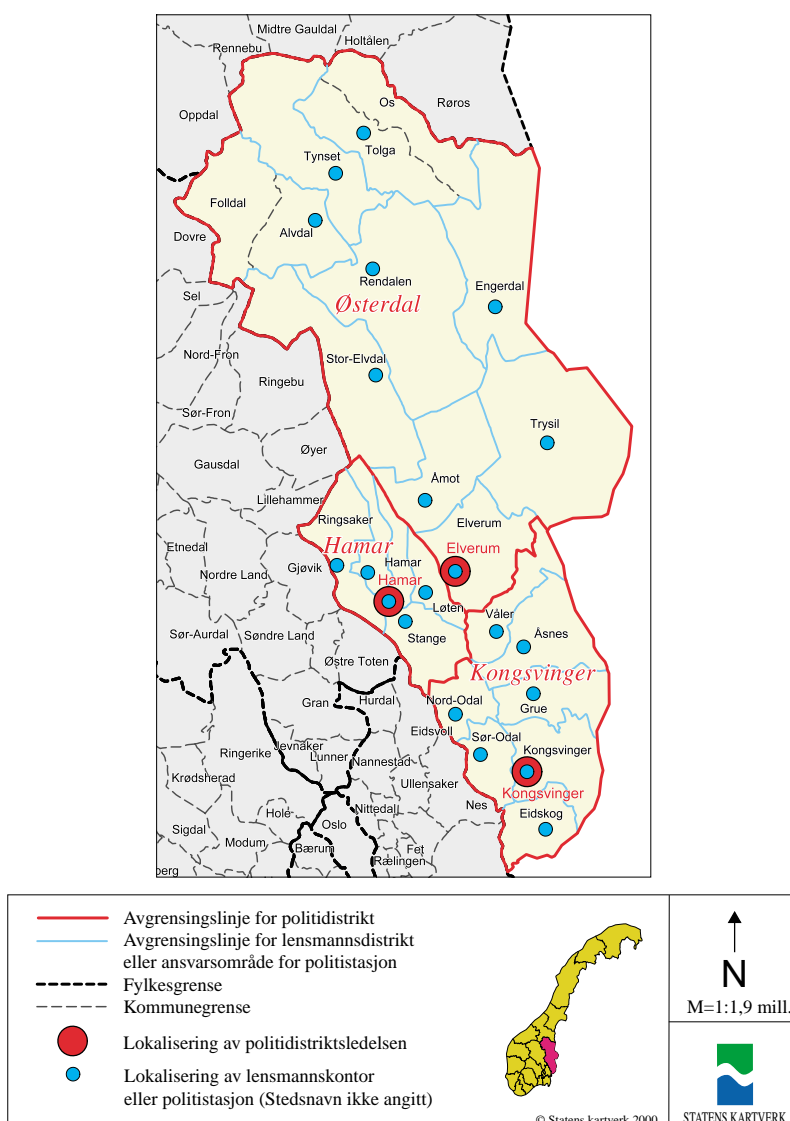 Midtre Gauldal
Holtålen
Rennebu
Os
Røros
Oppdal
Tolga
Tynset
Folldal
Alvdal
Dovre
Rendalen
Engerdal
Sel
Østerdal
Nord-Fron
Stor-Elvdal
Ringebu
Sør-Fron
Trysil
Øyer
Gausdal
Åmot
Lillehammer
Ringsaker
Elverum
Etnedal
Hamar
Elverum
Gjøvik
Hamar
Nordre Land
Hamar
Løten
Våler
Sør-Aurdal
Søndre Land
Stange
Åsnes
Østre Toten
Kongsvinger
Gran
Hurdal
Nord-Odal
Grue
Eidsvoll
Sør-Odal
Jevnaker
Kongsvinger
Ringerike
Lunner
Nannestad
Krødsherad
Ullensaker
Kongsvinger
Nes
Hole
Nittedal
Eidskog
Sigdal
Oslo
Modum
Bærum
Fet
Rælingen
berg
Avgrensingslinje for politidistrikt
Avgrensingslinje for lensmannsdistrikt
eller ansvarsområde for politistasjon
Fylkesgrense
Kommunegrense
Lokalisering av politidistriktsledelsen
Lokalisering av lensmannskontor
eller politistasjon (Stedsnavn ikke angitt)
© Statens kartverk 2000
N
M=1:1,9 mill.
STATENS KARTVERK